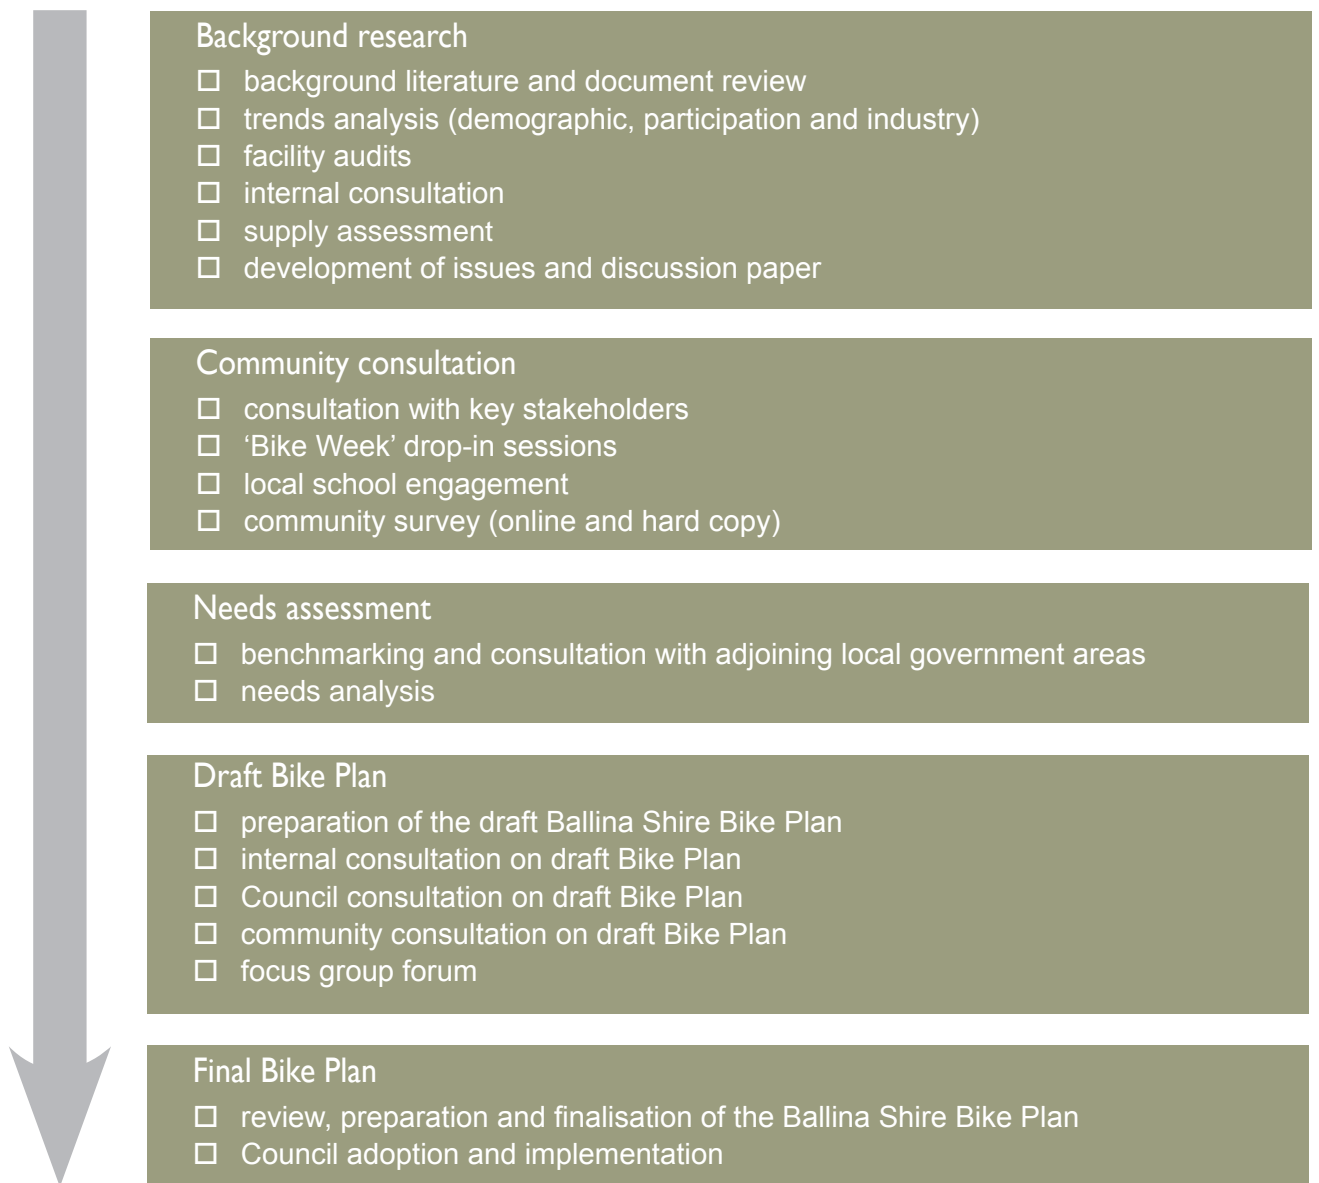 Background research
☐ background literature and document review
☐ trends analysis (demographic, participation and industry)
☐ facility audits
☐ internal consultation
☐ supply assessment
☐ development of issues and discussion paper
Community consultation
☐ consultation with key stakeholders
☐ ‘Bike Week’ drop-in sessions
☐ local school engagement
☐ community survey (online and hard copy)
Needs assessment
☐ benchmarking and consultation with adjoining local government areas
☐ needs analysis
Draft Bike Plan
☐ preparation of the draft Ballina Shire Bike Plan
☐ internal consultation on draft Bike Plan
☐ Council consultation on draft Bike Plan
☐ community consultation on draft Bike Plan
☐ focus group forum
Final Bike Plan
☐ review, preparation and finalisation of the Ballina Shire Bike Plan
☐ Council adoption and implementation